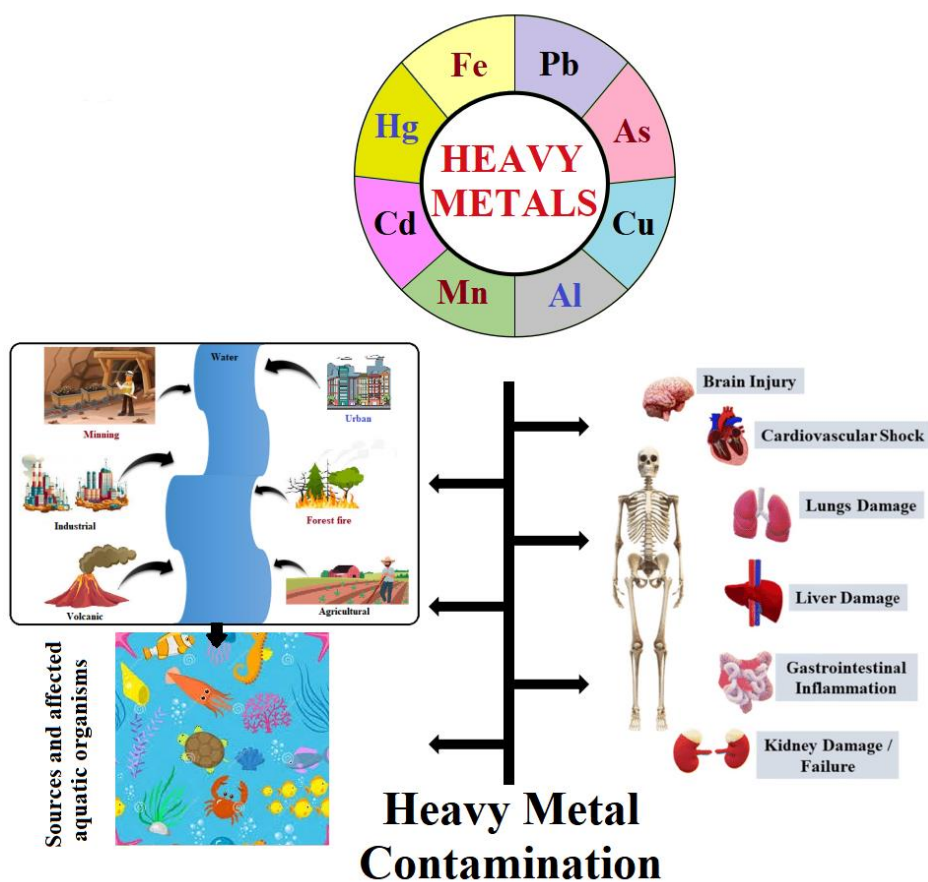 Fe
Pb
Hg
As
HEAVY
METALS
Cd
Cu
Mn
Al
Water
Minning
Urban
Industrial
Forest fire
Volcanic
Agricultural
Sources and affected
aquatic organisms
Brain Injury
Cardiovascular Shock
Lungs Damage
Liver Damage
Gastrointestinal
Inflammation
Kidney Damage /
Failure
Heavy Metal
Contamination